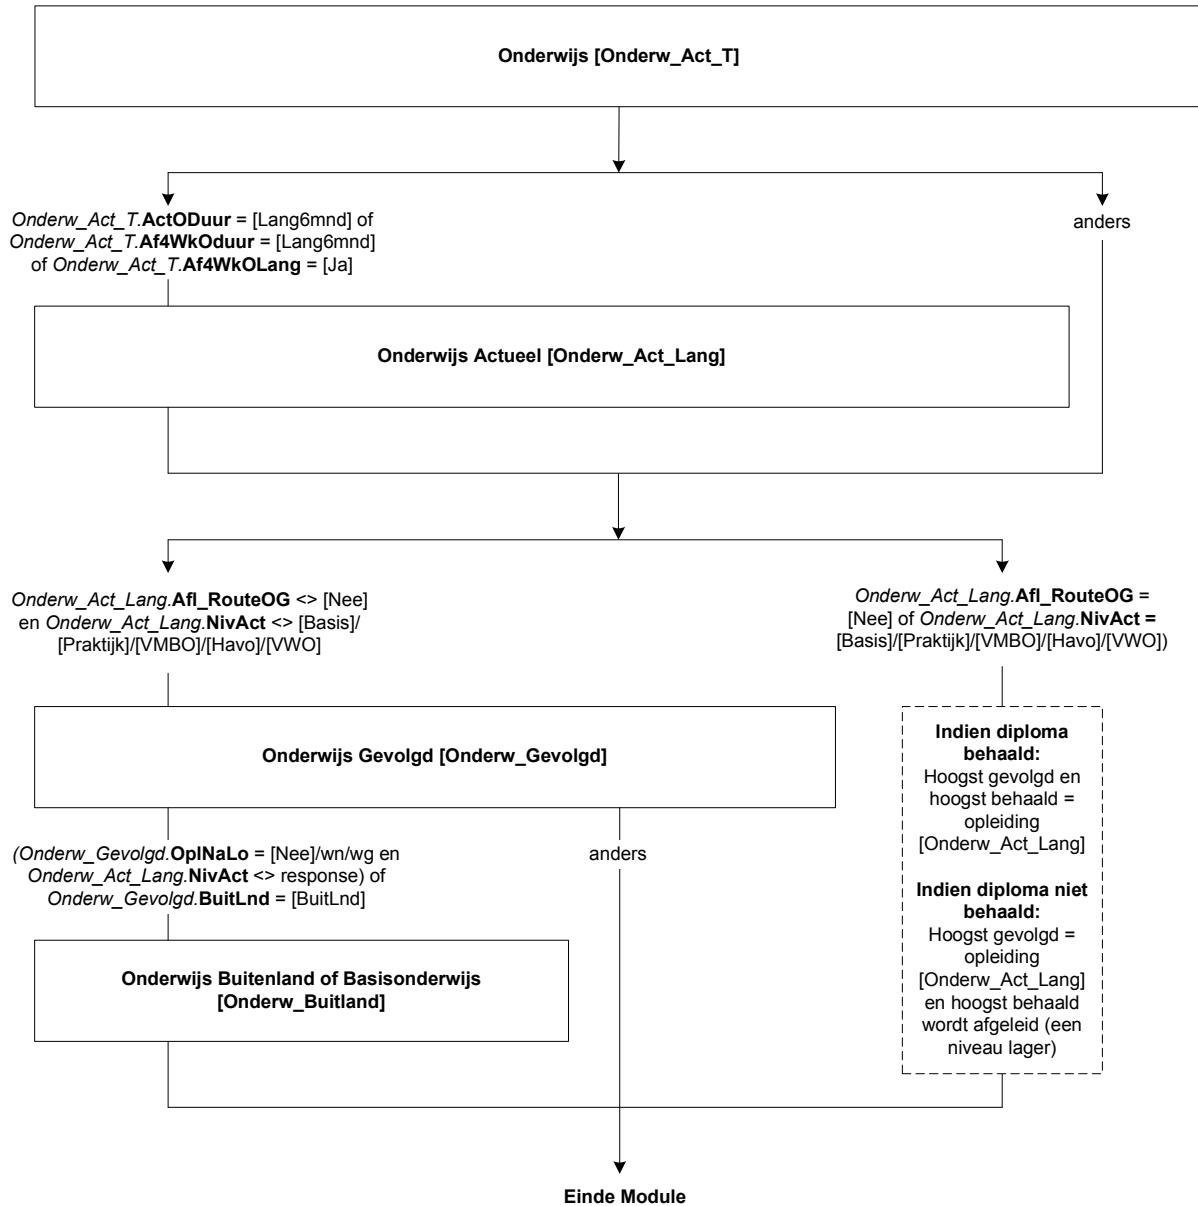 Onderwijs [Onderw_Act_T]
Onderw_Act_T.ActODuur = [Lang6mnd] of
Onderw_Act_T.Af4WkOduur = [Lang6mnd]
of Onderw_Act_T.Af4WkOLang = [Ja]
anders
Onderwijs Actueel [Onderw_Act_Lang]
Onderw_Act_Lang.Afl_RouteOG <> [Nee]
en Onderw_Act_Lang.NivAct <> [Basis]/
[Praktijk]/[VMBO]/[Havo]/[VWO]
Onderw_Act_Lang.Afl_RouteOG =
[Nee] of Onderw_Act_Lang.NivAct =
[Basis]/[Praktijk]/[VMBO]/[Havo]/[VWO])
Onderwijs Gevolgd [Onderw_Gevolgd]
(Onderw_Gevolgd.OplNaLo = [Nee]/wn/wg en
Onderw_Act_Lang.NivAct <> response) of
Onderw_Gevolgd.BuitLnd = [BuitLnd]
anders
Onderwijs Buitenland of Basisonderwijs
[Onderw_Buitland]
Indien diploma
behaald:
Hoogst gevolgd en
hoogst behaald =
opleiding
[Onderw_Act_Lang]
Indien diploma niet
behaald:
Hoogst gevolgd =
opleiding
[Onderw_Act_Lang]
en hoogst behaald
wordt afgeleid (een
niveau lager)
Einde Module